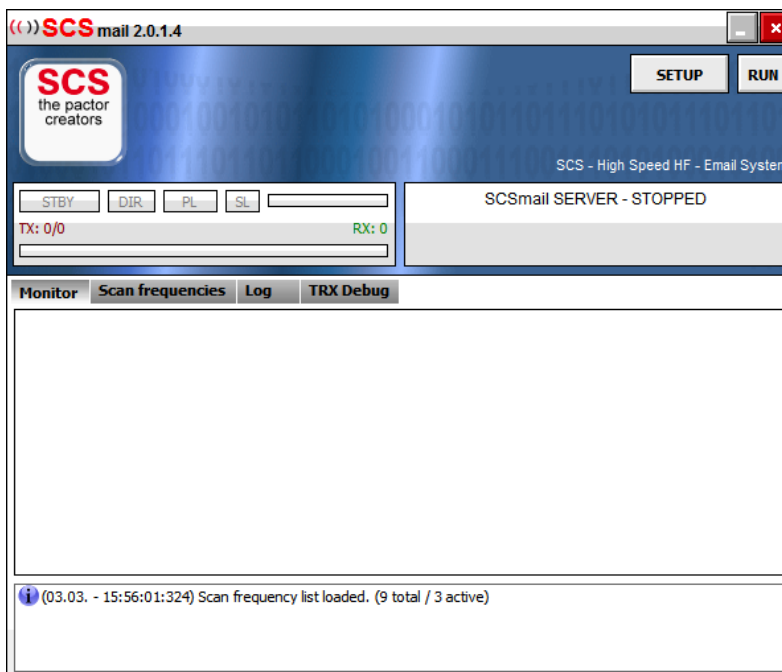 ((())SCS mail 2.0.1.4
SCS
the pactor
creators
SETUP
RUN
SCS - High Speed HF - Email System
STBY
DIR
PL
SL
TX: 0/0
RX: 0
SCSmail SERVER - STOPPED
Monitor
Scan frequencies
Log
TRX Debug
(03.03. - 15:56:01:324) Scan frequency list loaded. (9 total / 3 active)